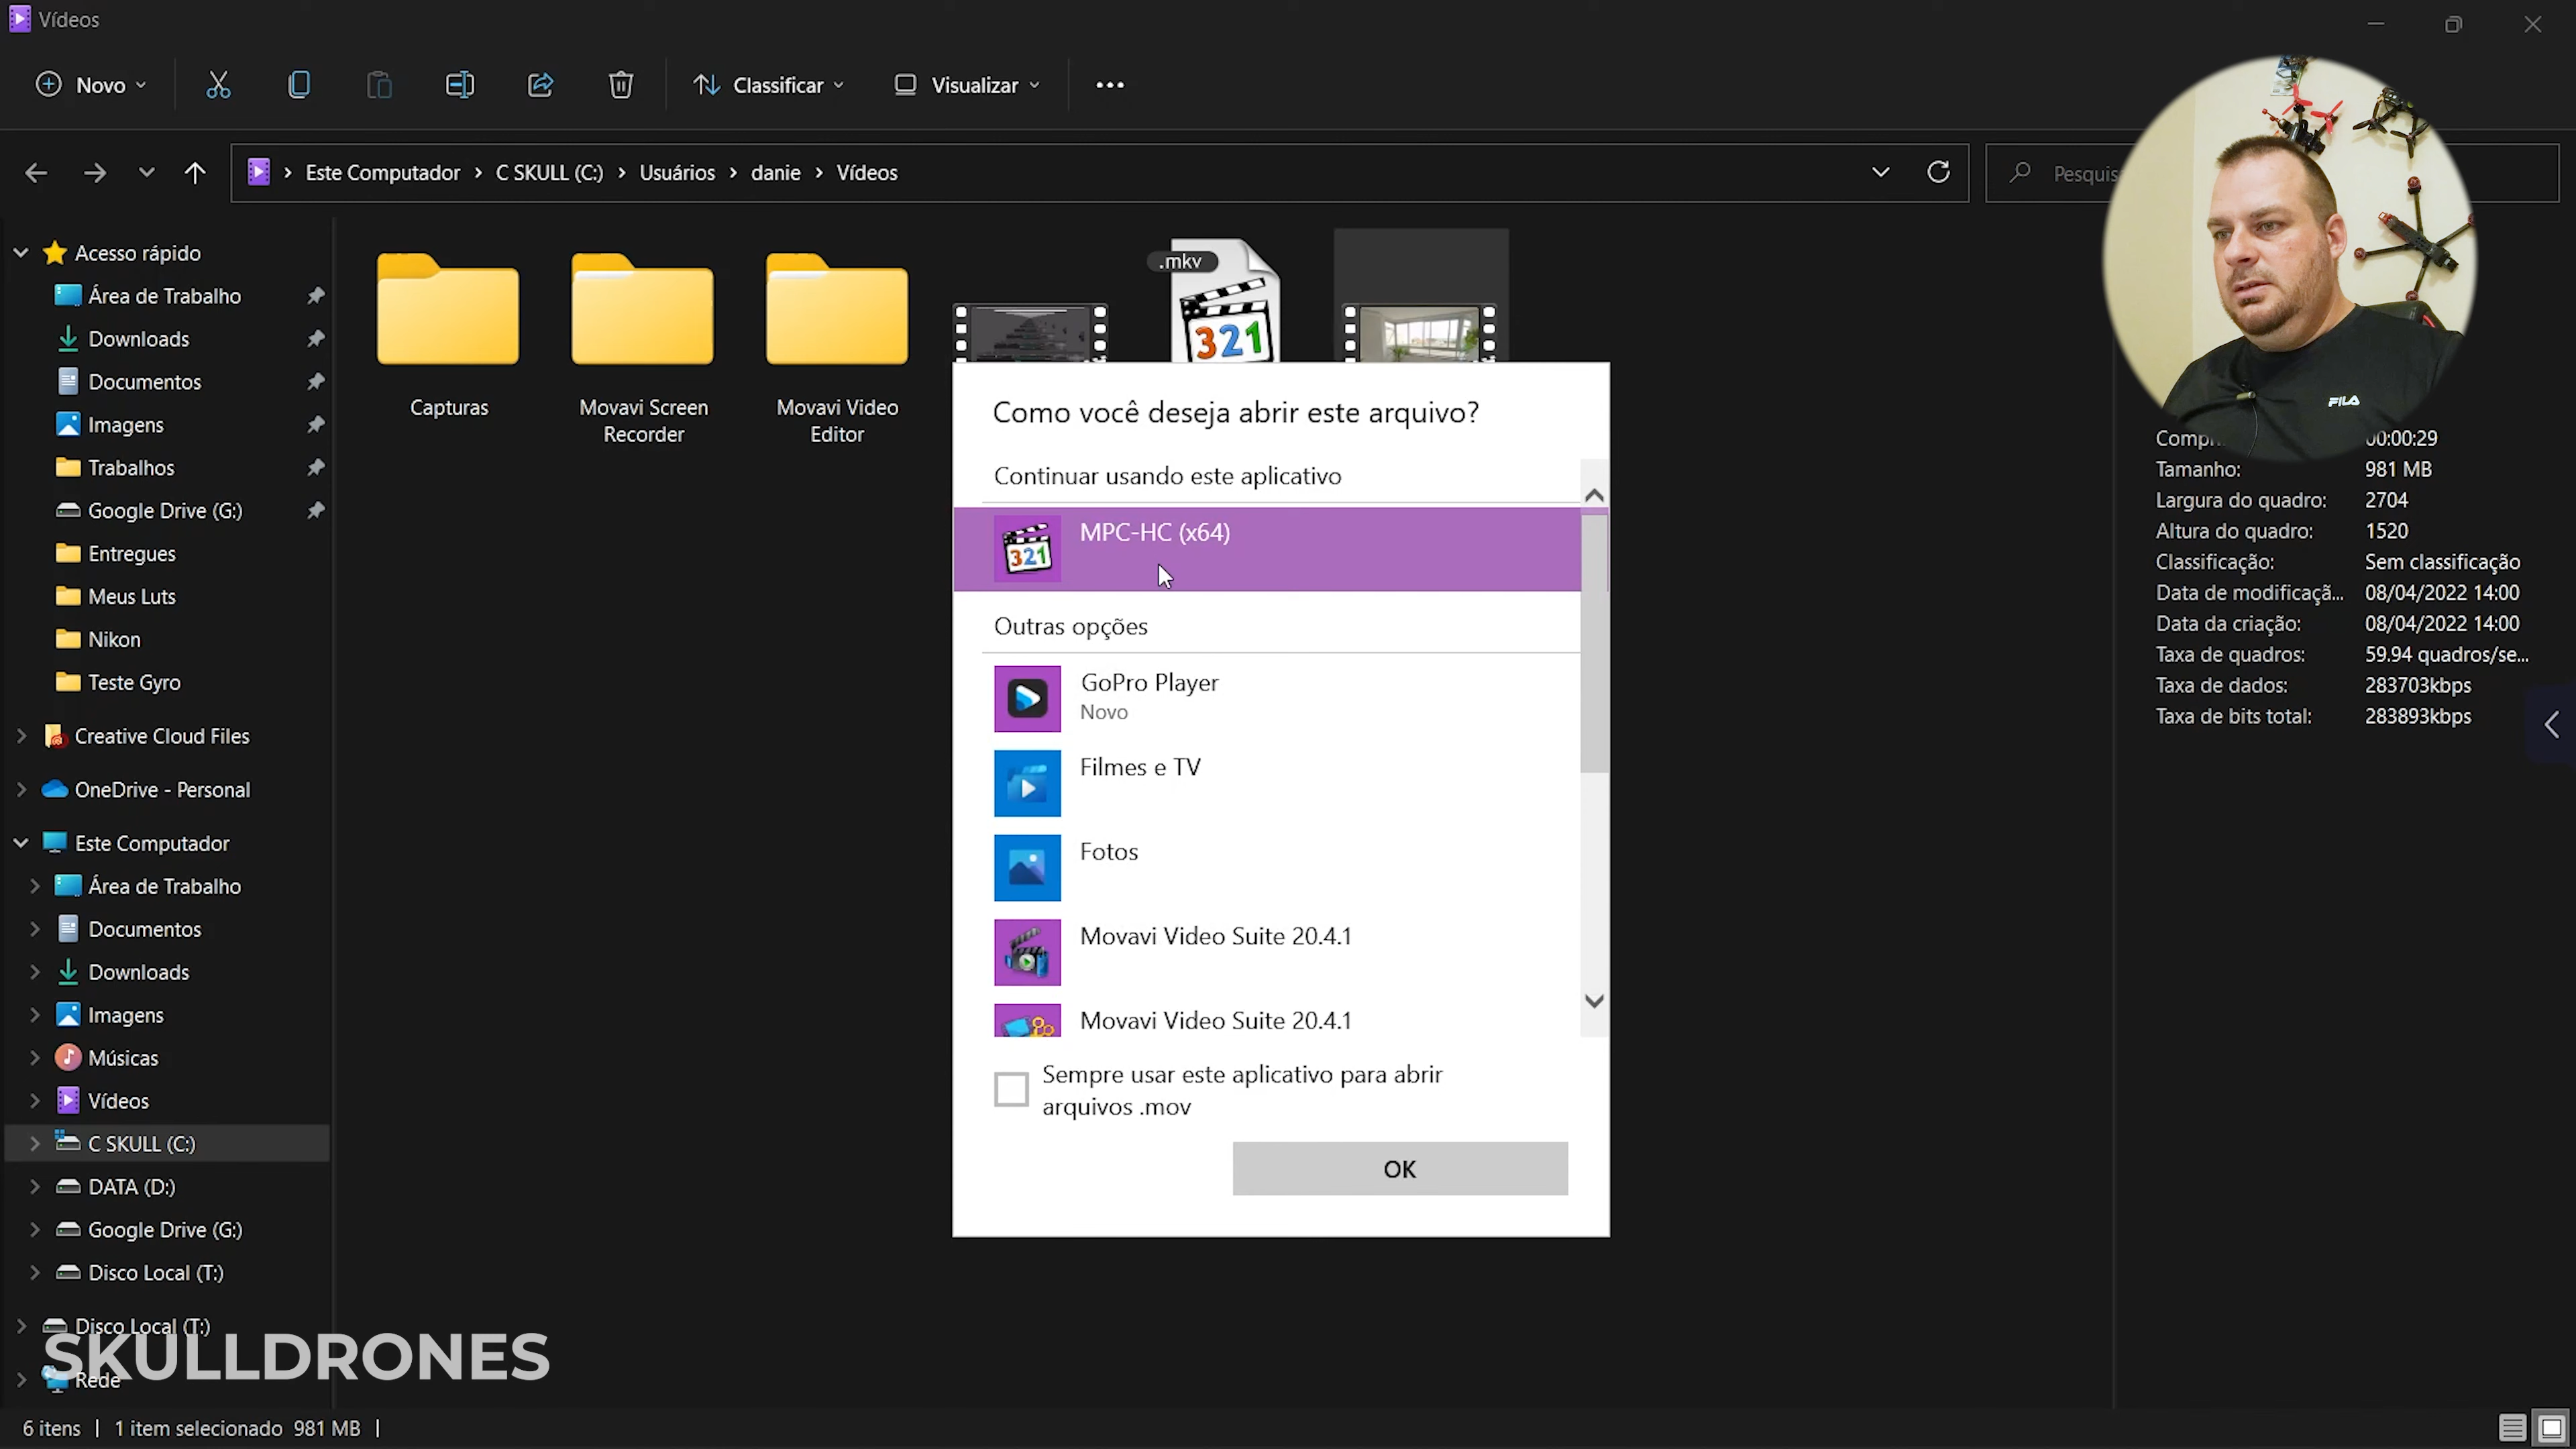 Vídeos
Novo
Classificar
Visualizar
Este Computador > C SKULL (C:) > Usuários > danie > Vídeos
Acesso rápido
Área de Trabalho
Downloads
Documentos
Imagens
Trabalhos
Google Drive (G:)
Entregues
Meus Luts
Nikon
Teste Gyro
Creative Cloud Files
OneDrive - Personal
Este Computador
Área de Trabalho
Documentos
Downloads
Imagens
Músicas
Vídeos
C SKULL (C:)
DATA (D:)
Google Drive (G:)
Disco Local (T:)
Disco Local (T:)
Rede
SKULLDRONES
Capturas
Movavi Screen
Recorder
Movavi Video
Editor
.mkv
321
Como você deseja abrir este arquivo?
Continuar usando este aplicativo
321
MPC-HC (x64)
Outras opções
GoPro Player
Novo
Filmes e TV
Fotos
Movavi Video Suite 20.4.1
Movavi Video Suite 20.4.1
Sempre usar este aplicativo para abrir
arquivos .mov
OK
FILA
00:00:29
Tamanho: 981 MB
Largura do quadro: 2704
Altura do quadro: 1520
Classificação: Sem classificação
Data de modificaçã... 08/04/2022 14:00
Data da criação: 08/04/2022 14:00
Taxa de quadros: 59.94 quadros/se...
Taxa de dados: 283703kbps
Taxa de bits total: 283893kbps
6 itens | 1 item selecionado 981 MB |